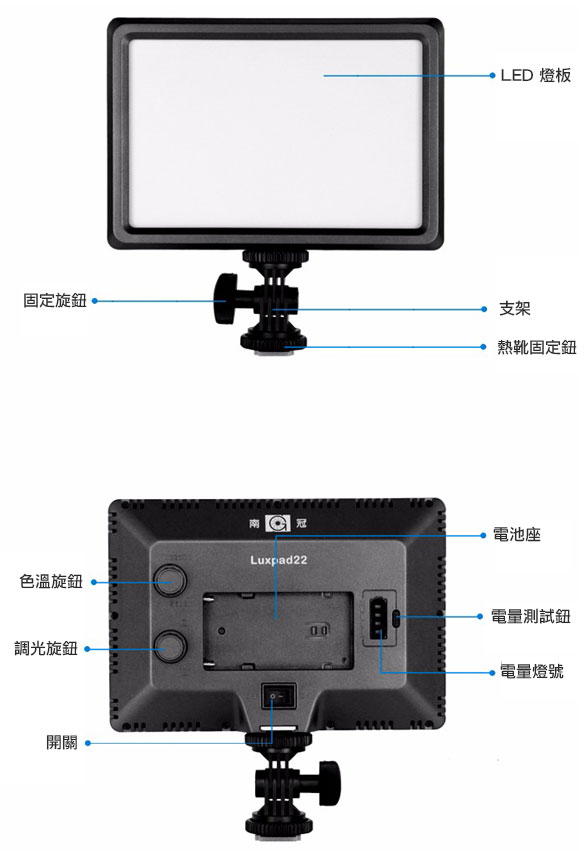 LED 燈板
固定旋鈕
支架
熱靴固定鈕
南 冠
電池座
Luxpad22
色溫旋鈕
電量測試鈕
調光旋鈕
電量燈號
開關